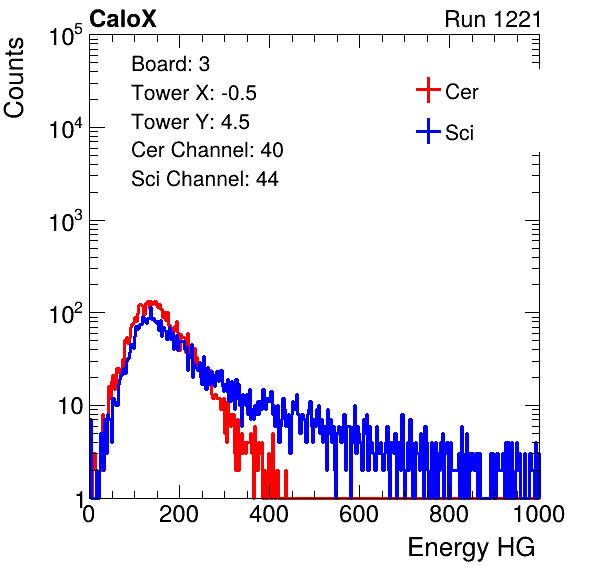 CaloX Run 1221
Counts
10^5
10^4
10^3
10^2
10
1
Board: 3
Tower X: -0.5
Tower Y: 4.5
Cer Channel: 40
Sci Channel: 44
Cer
Sci
0 200 400 600 800 1000
Energy HG